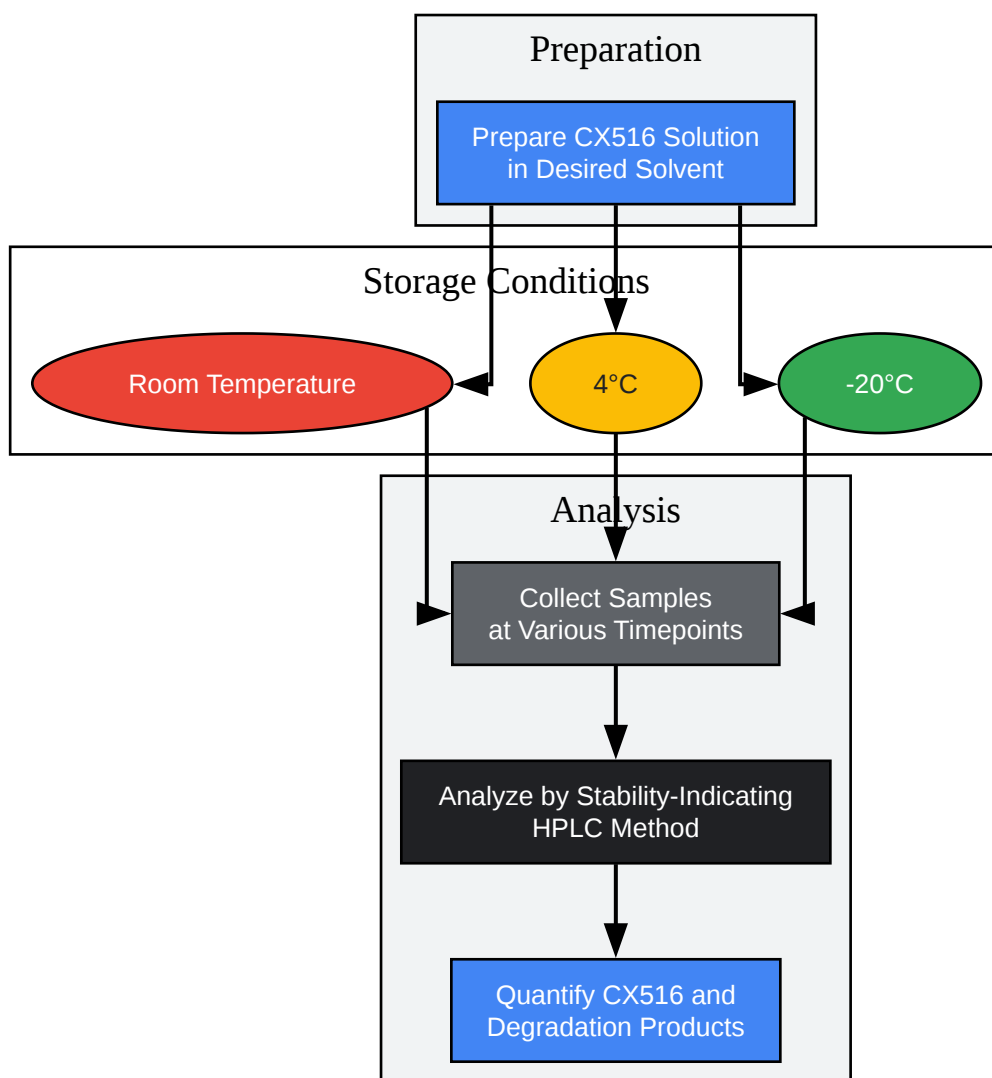 Preparation
Prepare CX516 Solution
in Desired Solvent
Storage Conditions
Room Temperature
4°C
-20°C
Analysis
Collect Samples
at Various Timepoints
Analyze by Stability-Indicating
HPLC Method
Quantify CX516 and
Degradation Products